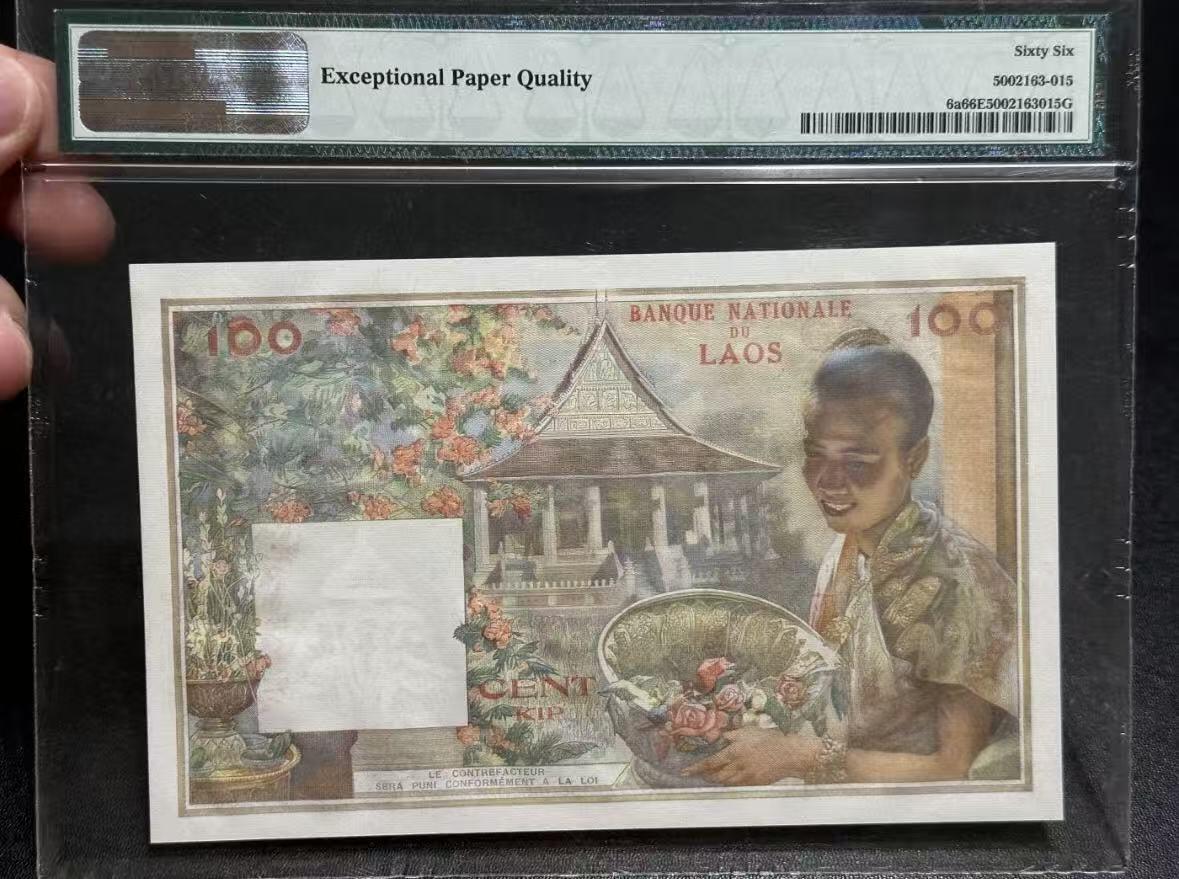 Exceptional Paper Quality
Sixty Six
5002163-015
6a66E5002163015G
100
BANQUE NATIONALE
DU
LAOS
100
CENT
KIP
LE CONTREFACTEUR
SERA PUNI CONFORMÉMENT A LA LOI